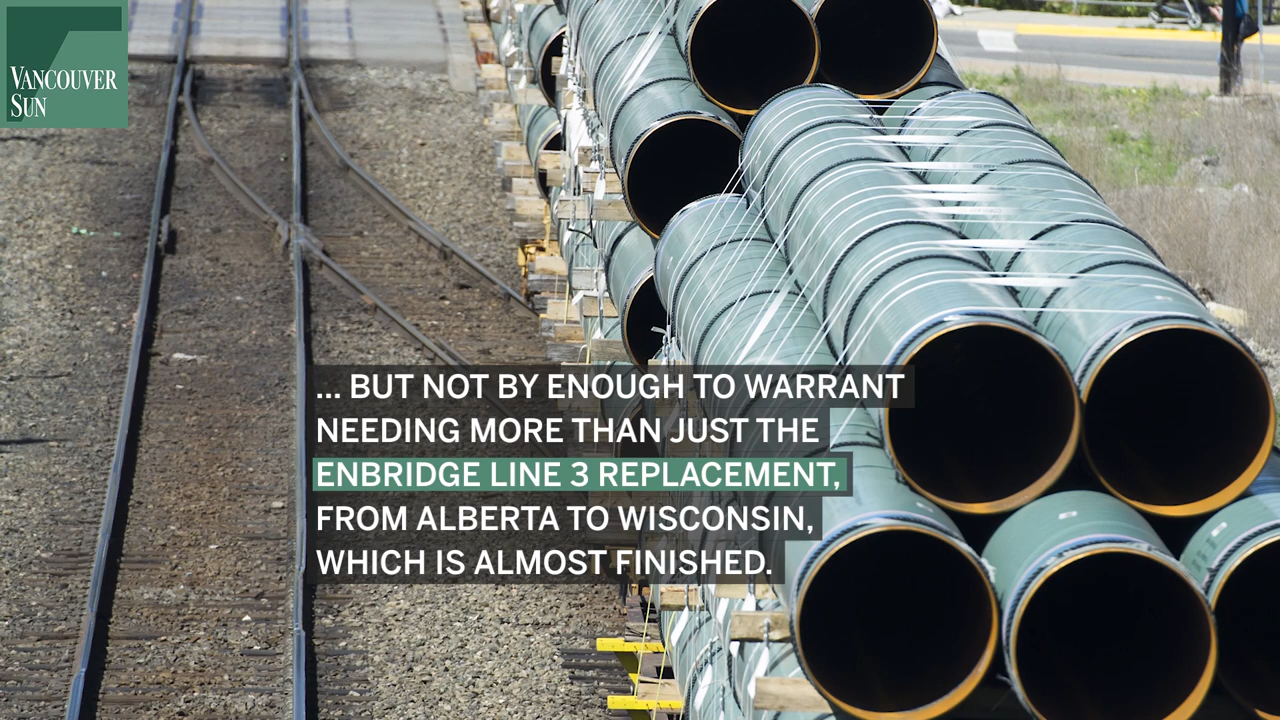 VANCOUVER
SUN
... BUT NOT BY ENOUGH TO WARRANT
NEEDING MORE THAN JUST THE
ENBRIDGE LINE 3 REPLACEMENT,
FROM ALBERTA TO WISCONSIN,
WHICH IS ALMOST FINISHED.